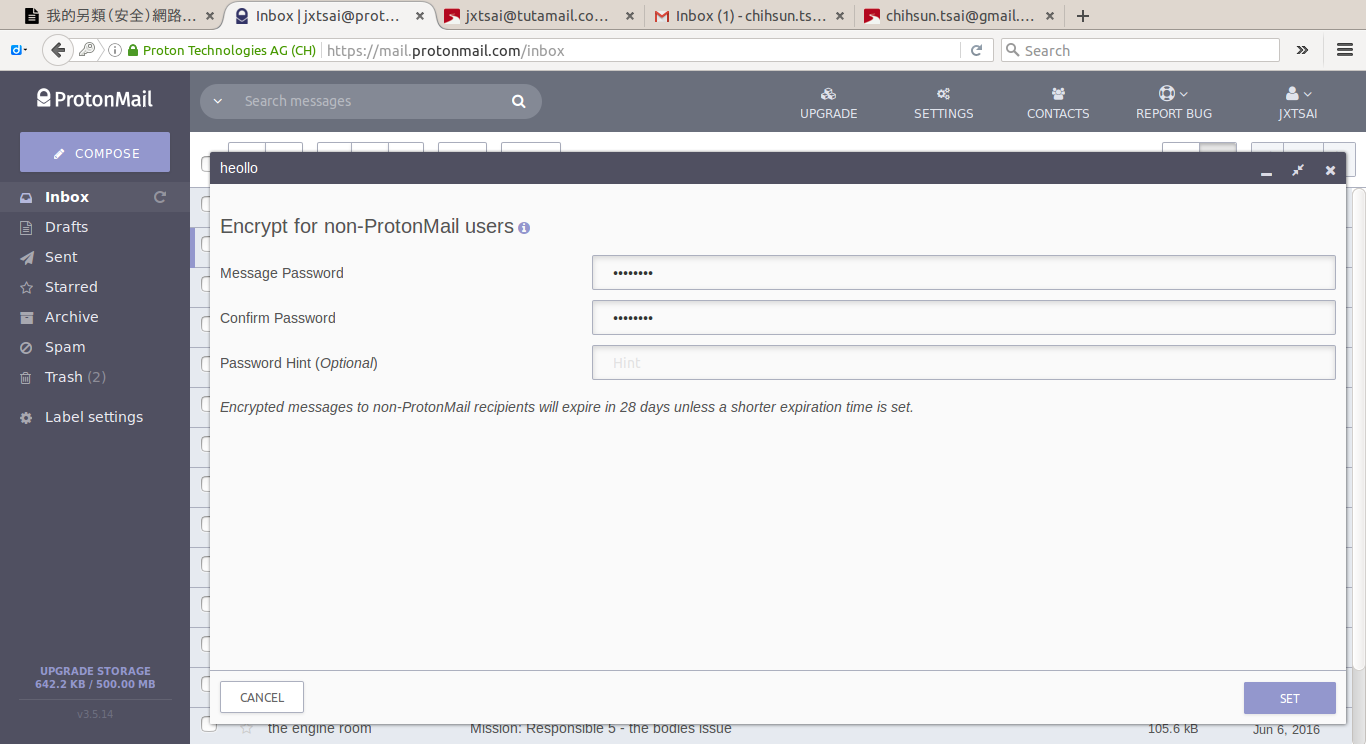 我的另類(安全)網路…
Inbox | jxtsai@prot…
jxtsai@tutamail.co…
Inbox (1) - chihsun.ts…
chihsun.tsai@gmail.…
Proton Technologies AG (CH)
https://mail.protonmail.com/inbox
Search
ProtonMail
Search messages
UPGRADE
SETTINGS
CONTACTS
REPORT BUG
JXTSAI
COMPOSE
Inbox
Drafts
Sent
Starred
Archive
Spam
Trash (2)
Label settings
UPGRADE STORAGE
642.2 KB / 500.00 MB
v3.5.14
heollo
Encrypt for non-ProtonMail users
Message Password ••••••••
Confirm Password ••••••••
Password Hint (Optional) Hint
Encrypted messages to non-ProtonMail recipients will expire in 28 days unless a shorter expiration time is set.
CANCEL
SET
the engine room Mission: Responsible 5 - the bodies issue 105.6 kB Jun 6, 2016